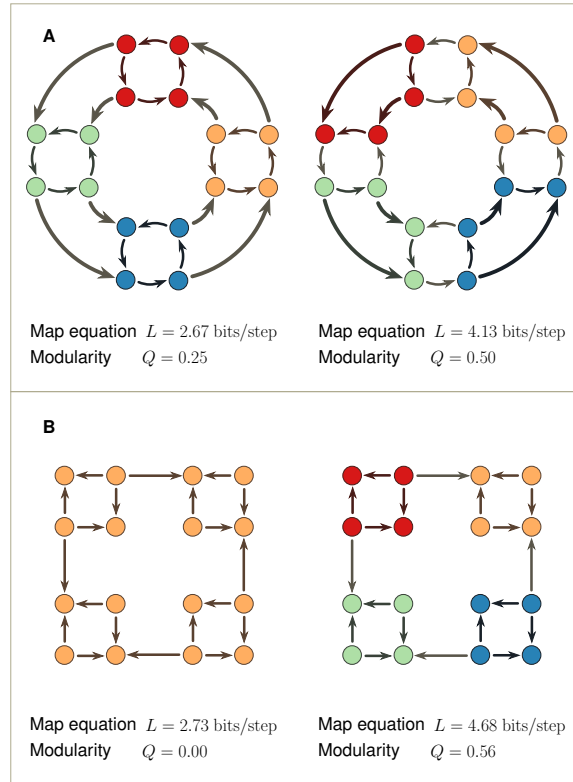 A
Map equation L = 2.67 bits/step
Modularity Q = 0.25
Map equation L = 4.13 bits/step
Modularity Q = 0.50
B
Map equation L = 2.73 bits/step
Modularity Q = 0.00
Map equation L = 4.68 bits/step
Modularity Q = 0.56